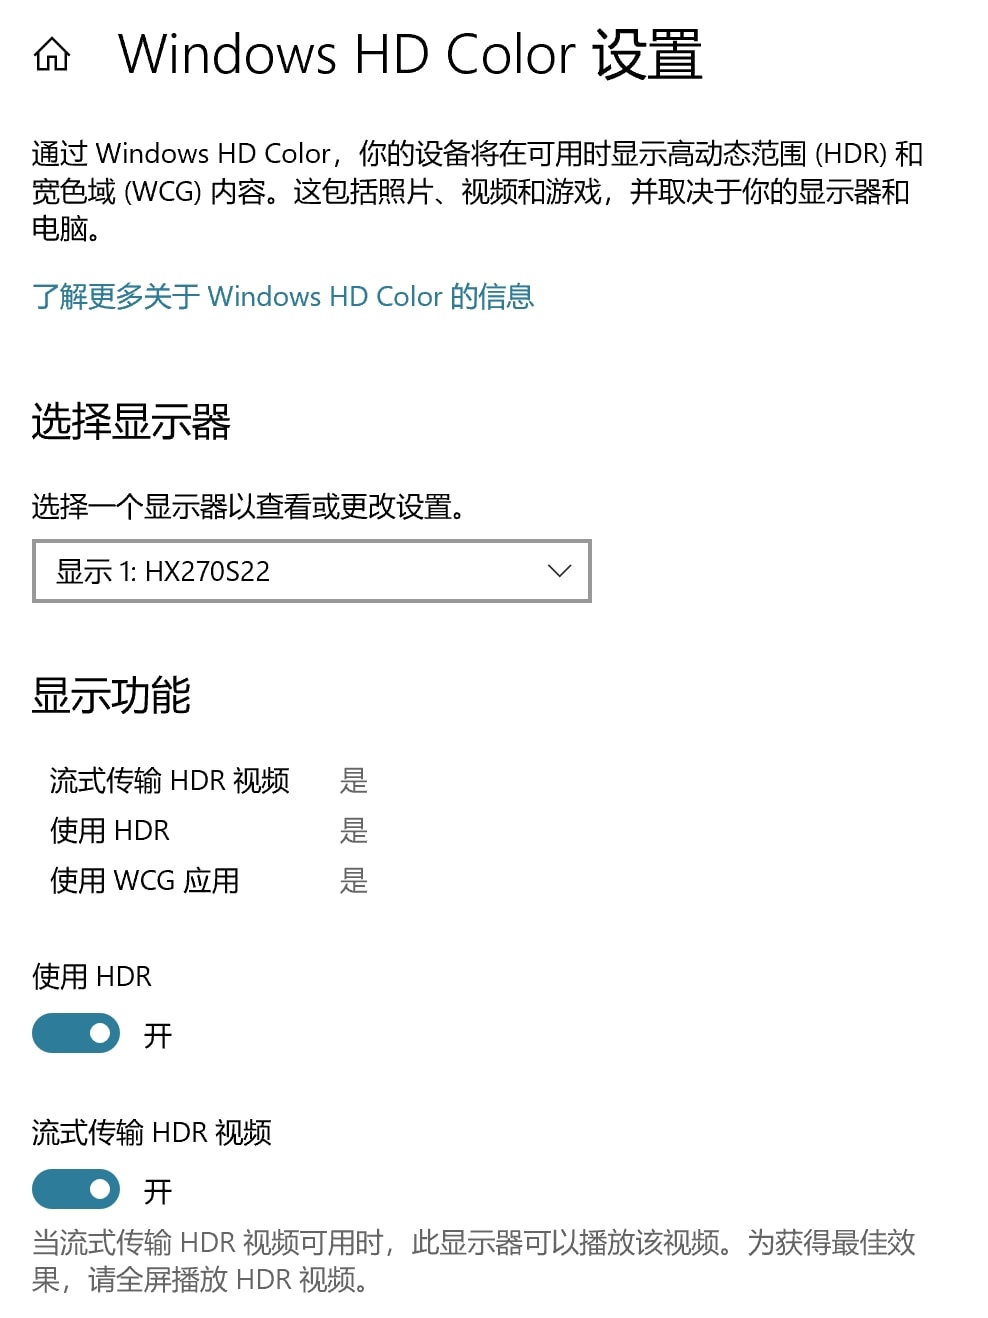 Windows HD Color 设置
通过 Windows HD Color，你的设备将在可用时显示高动态范围 (HDR) 和
宽色域 (WCG) 内容。这包括照片、视频和游戏，并取决于你的显示器和
电脑。
了解更多关于 Windows HD Color 的信息
选择显示器
选择一个显示器以查看或更改设置。
显示 1: HX270S22
显示功能
流式传输 HDR 视频 是
使用 HDR 是
使用 WCG 应用 是
使用 HDR
开
流式传输 HDR 视频
开
当流式传输 HDR 视频可用时，此显示器可以播放该视频。为获得最佳效
果，请全屏播放 HDR 视频。